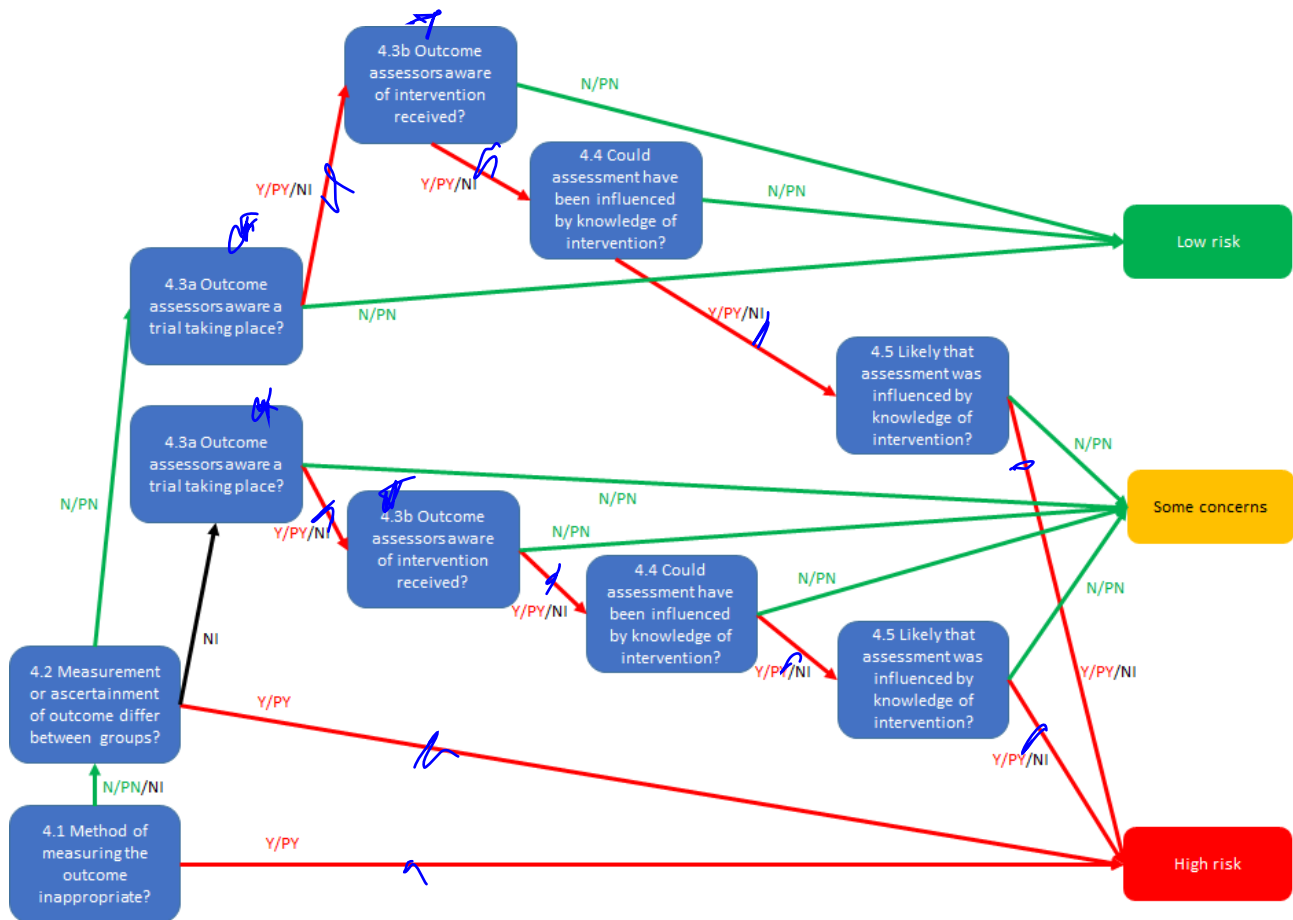 4.3b Outcome
assessors aware
of intervention
received?
N/PN
4.4 Could
assessment have
been influenced
by knowledge of
intervention?
Y/PY/NI
Y/PY/NI
N/PN
Low risk
4.3a Outcome
assessors aware a
trial taking place?
N/PN
Y/PY/NI
4.5 Likely that
assessment was
influenced by
knowledge of
intervention?
4.3a Outcome
assessors aware a
trial taking place?
N/PN
N/PN
N/PN
Some concerns
Y/PY/NI
4.3b Outcome
assessors aware
of intervention
received?
N/PN
4.4 Could
assessment have
been influenced
by knowledge of
intervention?
N/PN
N/PN
Y/PY/NI
NI
4.5 Likely that
assessment was
influenced by
knowledge of
intervention?
Y/PY/NI
Y/PY/NI
4.2 Measurement
or ascertainment
of outcome differ
between groups?
Y/PY
Y/PY/NI
N/PN/NI
4.1 Method of
measuring the
outcome
inappropriate?
Y/PY
High risk